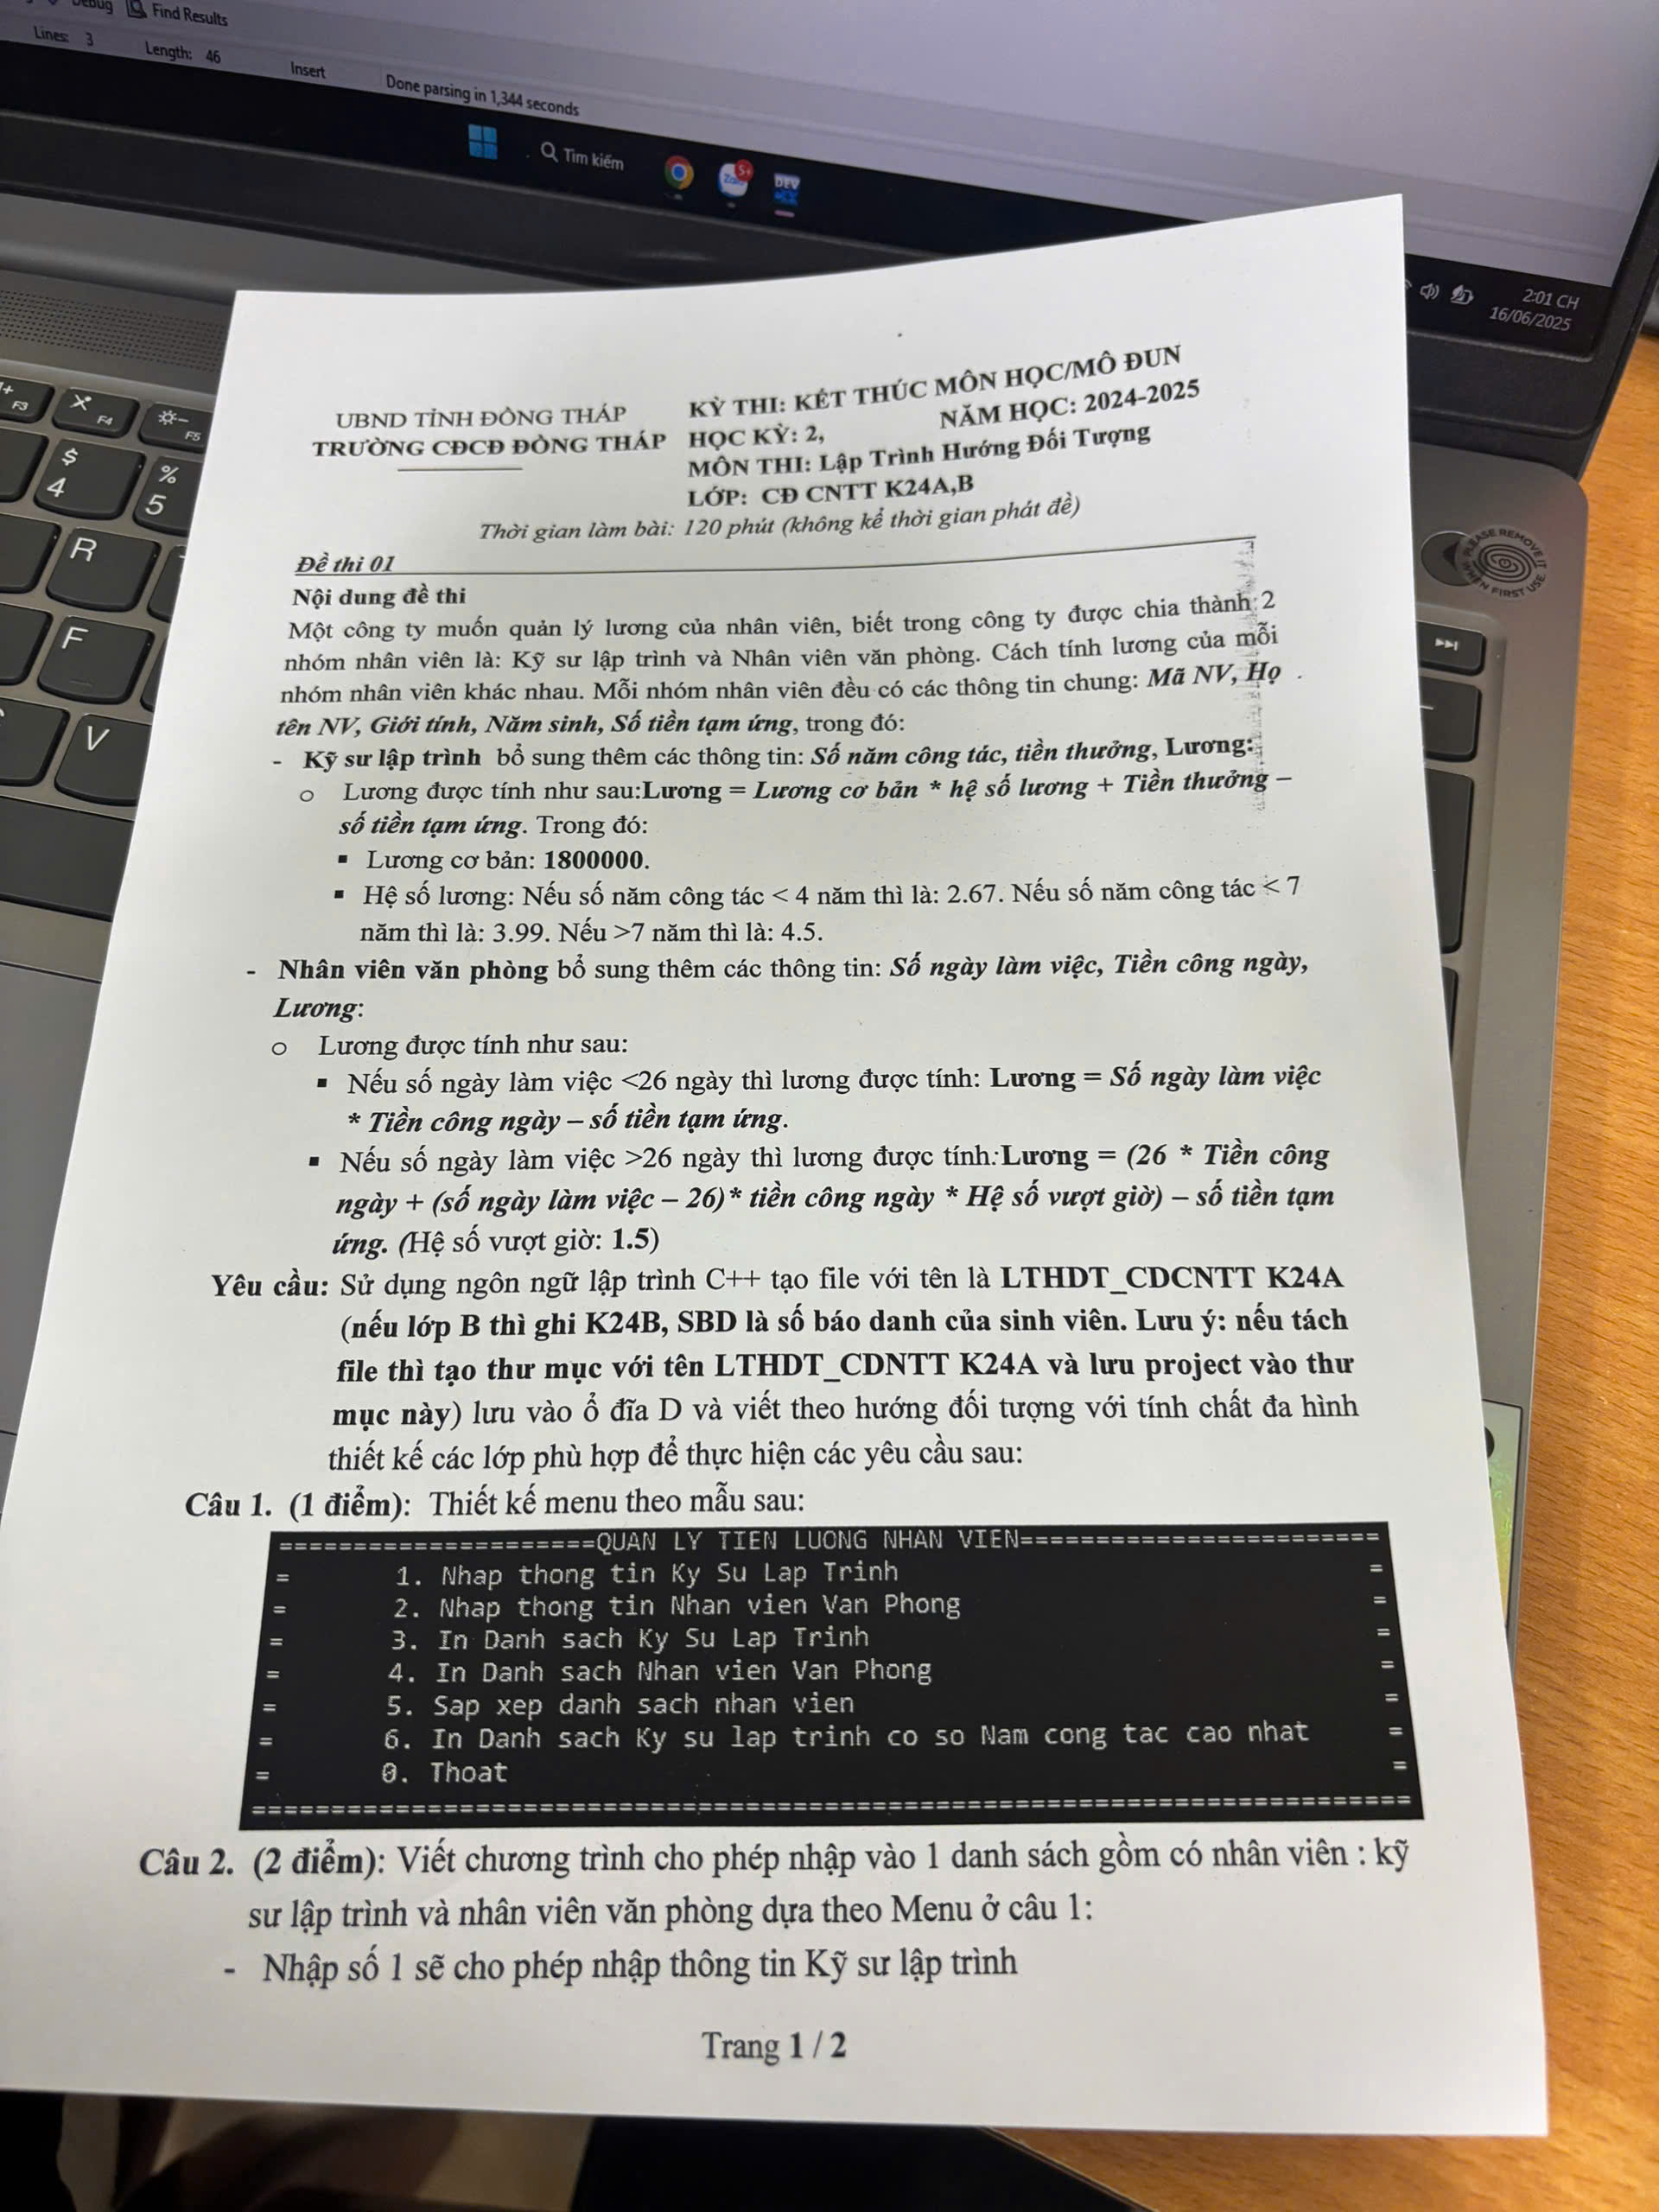 Debug
Find Results
Lines: 3
Length: 46
Insert
Done parsing in 1,344 seconds
Tìm kiếm
Zalo
5+
DEV
2:01 CH
16/06/2025
F3
F4
F5
$
4
%
5
R
F
V
PLEASE REMOVE IT
WHEN FIRST USE
UBND TỈNH ĐỒNG THÁP
TRƯỜNG CĐCĐ ĐỒNG THÁP
KỲ THI: KẾT THÚC MÔN HỌC/MÔ ĐUN
HỌC KỲ: 2, NĂM HỌC: 2024-2025
MÔN THI: Lập Trình Hướng Đối Tượng
LỚP: CĐ CNTT K24A,B
Thời gian làm bài: 120 phút (không kể thời gian phát đề)
Đề thi 01
Nội dung đề thi
Một công ty muốn quản lý lương của nhân viên, biết trong công ty được chia thành 2
nhóm nhân viên là: Kỹ sư lập trình và Nhân viên văn phòng. Cách tính lương của mỗi
nhóm nhân viên khác nhau. Mỗi nhóm nhân viên đều có các thông tin chung: Mã NV, Họ
tên NV, Giới tính, Năm sinh, Số tiền tạm ứng, trong đó:
- Kỹ sư lập trình bổ sung thêm các thông tin: Số năm công tác, tiền thưởng, Lương:
o Lương được tính như sau:Lương = Lương cơ bản * hệ số lương + Tiền thưởng –
số tiền tạm ứng. Trong đó:
▪ Lương cơ bản: 1800000.
▪ Hệ số lương: Nếu số năm công tác < 4 năm thì là: 2.67. Nếu số năm công tác < 7
năm thì là: 3.99. Nếu >7 năm thì là: 4.5.
- Nhân viên văn phòng bổ sung thêm các thông tin: Số ngày làm việc, Tiền công ngày,
Lương:
o Lương được tính như sau:
▪ Nếu số ngày làm việc <26 ngày thì lương được tính: Lương = Số ngày làm việc
* Tiền công ngày – số tiền tạm ứng.
▪ Nếu số ngày làm việc >26 ngày thì lương được tính:Lương = (26 * Tiền công
ngày + (số ngày làm việc – 26)* tiền công ngày * Hệ số vượt giờ) – số tiền tạm
ứng. (Hệ số vượt giờ: 1.5)
Yêu cầu: Sử dụng ngôn ngữ lập trình C++ tạo file với tên là LTHDT_CDCNTT K24A
(nếu lớp B thì ghi K24B, SBD là số báo danh của sinh viên. Lưu ý: nếu tách
file thì tạo thư mục với tên LTHDT_CDNTT K24A và lưu project vào thư
mục này) lưu vào ổ đĩa D và viết theo hướng đối tượng với tính chất đa hình
thiết kế các lớp phù hợp để thực hiện các yêu cầu sau:
Câu 1. (1 điểm): Thiết kế menu theo mẫu sau:
=====================QUAN LY TIEN LUONG NHAN VIEN========================
= 1. Nhap thong tin Ky Su Lap Trinh =
= 2. Nhap thong tin Nhan vien Van Phong =
= 3. In Danh sach Ky Su Lap Trinh =
= 4. In Danh sach Nhan vien Van Phong =
= 5. Sap xep danh sach nhan vien =
= 6. In Danh sach Ky su lap trinh co so Nam cong tac cao nhat =
= 0. Thoat =
=========================================================================
Câu 2. (2 điểm): Viết chương trình cho phép nhập vào 1 danh sách gồm có nhân viên : kỹ
sư lập trình và nhân viên văn phòng dựa theo Menu ở câu 1:
- Nhập số 1 sẽ cho phép nhập thông tin Kỹ sư lập trình
Trang 1 / 2